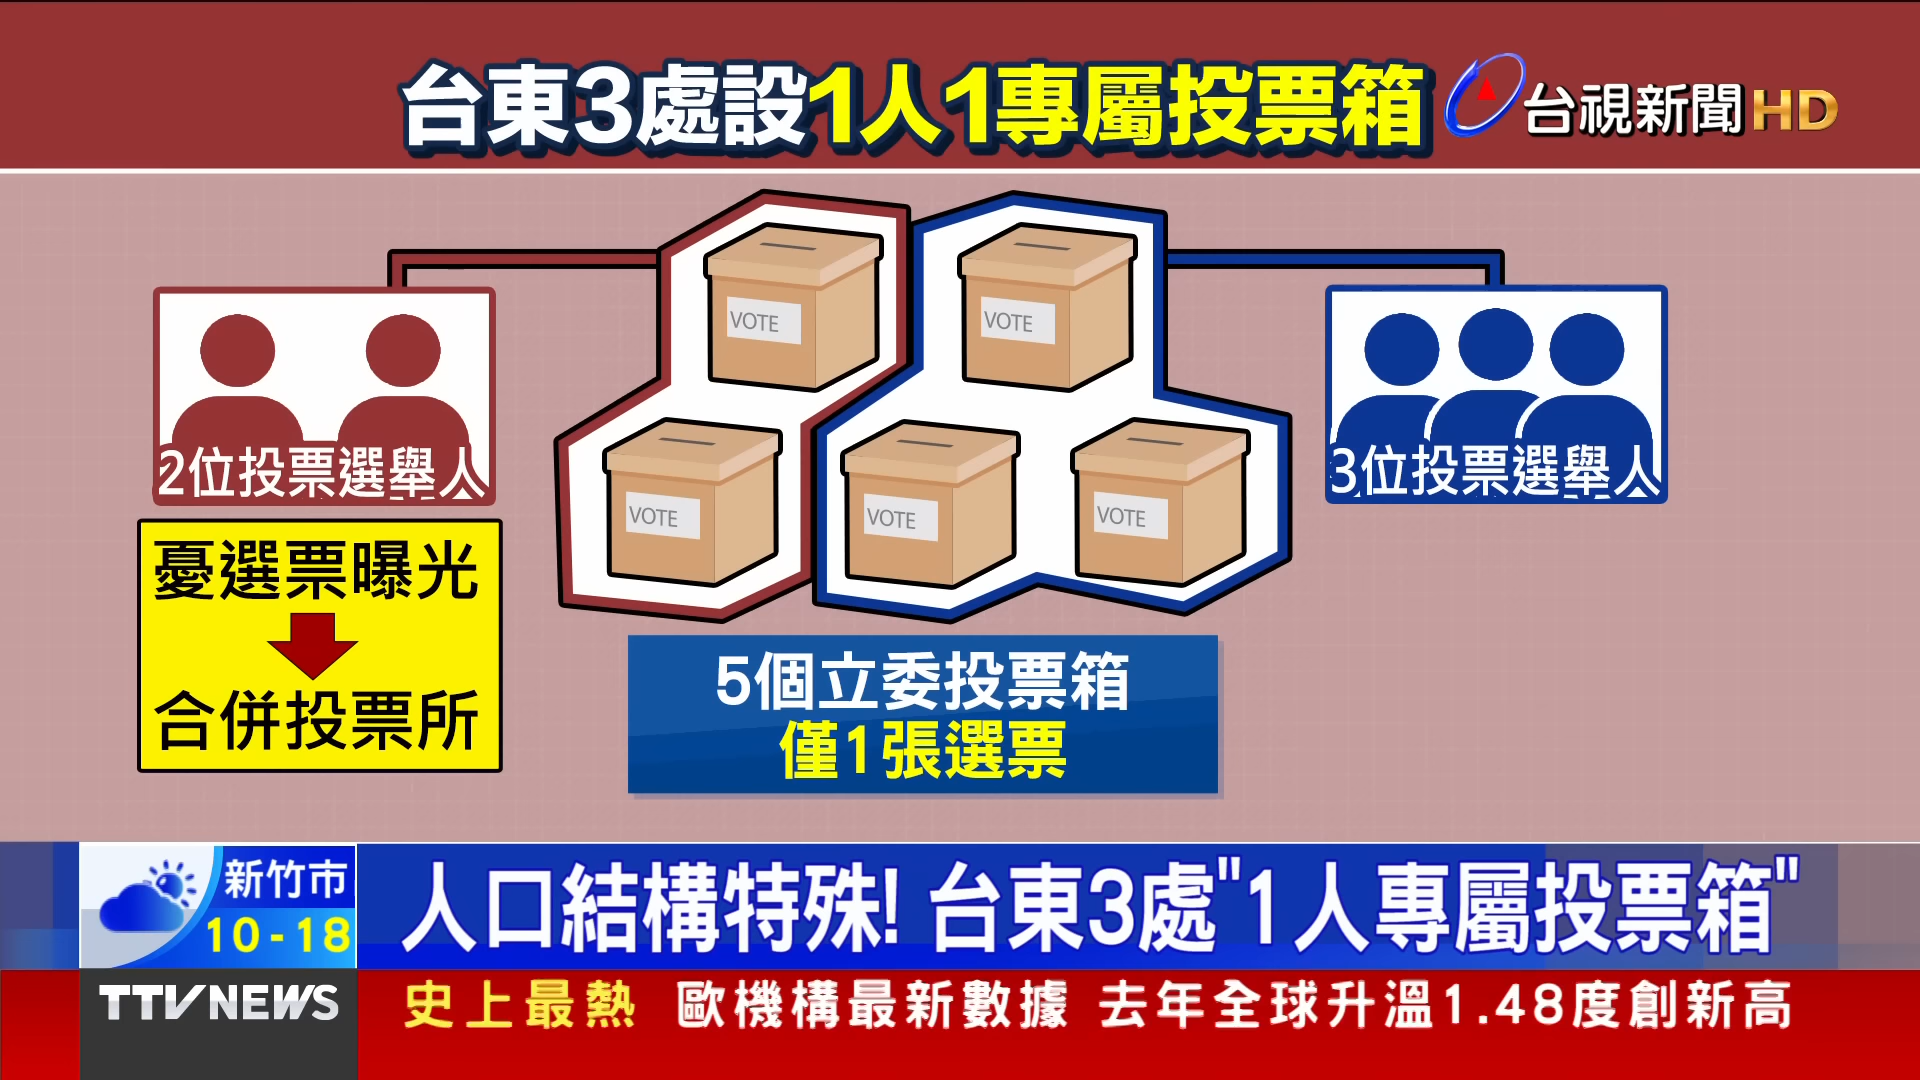 台東3處設1人1專屬投票箱
台視新聞HD
VOTE
VOTE
VOTE
VOTE
VOTE
2位投票選舉人
3位投票選舉人
憂選票曝光
合併投票所
5個立委投票箱
僅1張選票
新竹市
10-18
人口結構特殊! 台東3處"1人專屬投票箱"
TTV NEWS
史上最熱 歐機構最新數據 去年全球升溫1.48度創新高